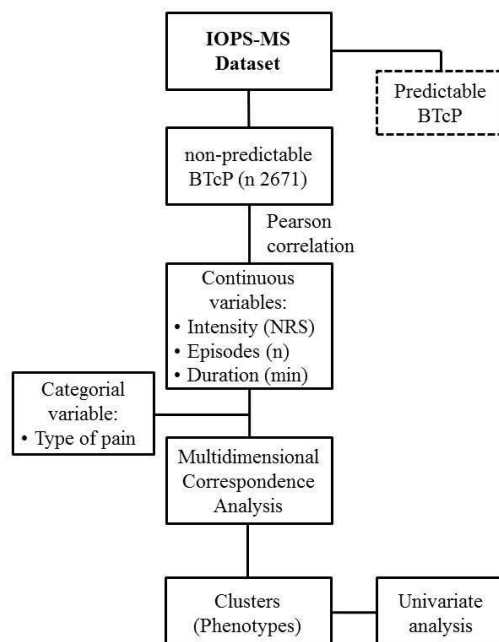 IOPS-MS
Dataset
Predictable
BTcP
non-predictable
BTcP (n 2671)
Pearson
correlation
Continuous
variables:
• Intensity (NRS)
• Episodes (n)
• Duration (min)
Categorial
variable:
• Type of pain
Multidimensional
Correspondence
Analysis
Clusters
(Phenotypes)
Univariate
analysis